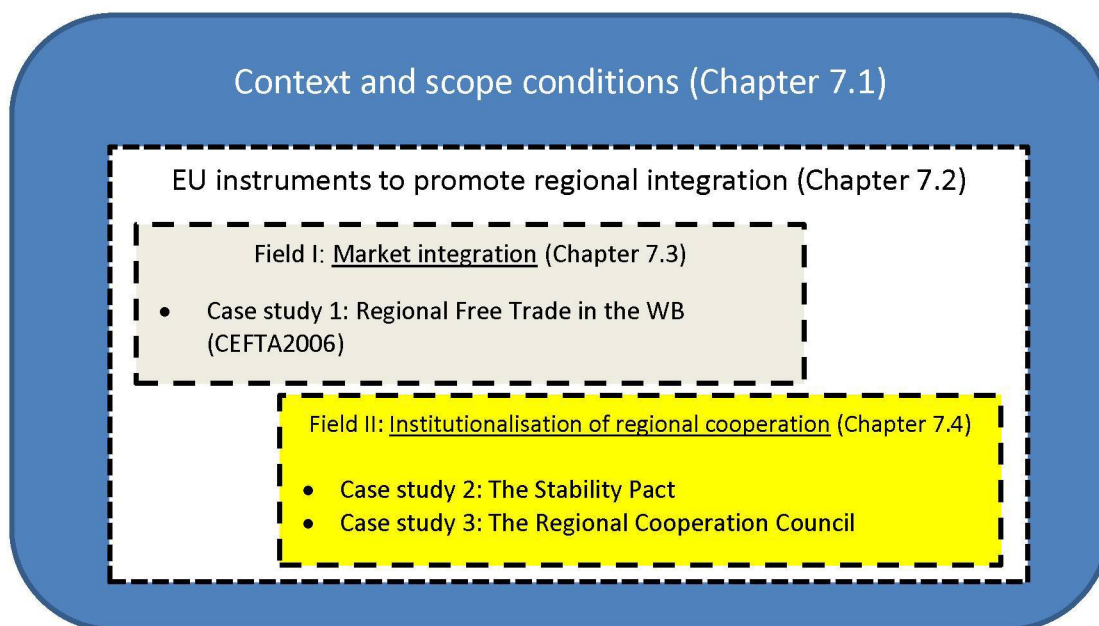 Context and scope conditions (Chapter 7.1)
EU instruments to promote regional integration (Chapter 7.2)
Field I: Market integration (Chapter 7.3)
• Case study 1: Regional Free Trade in the WB
(CEFTA2006)
Field II: Institutionalisation of regional cooperation (Chapter 7.4)
• Case study 2: The Stability Pact
• Case study 3: The Regional Cooperation Council